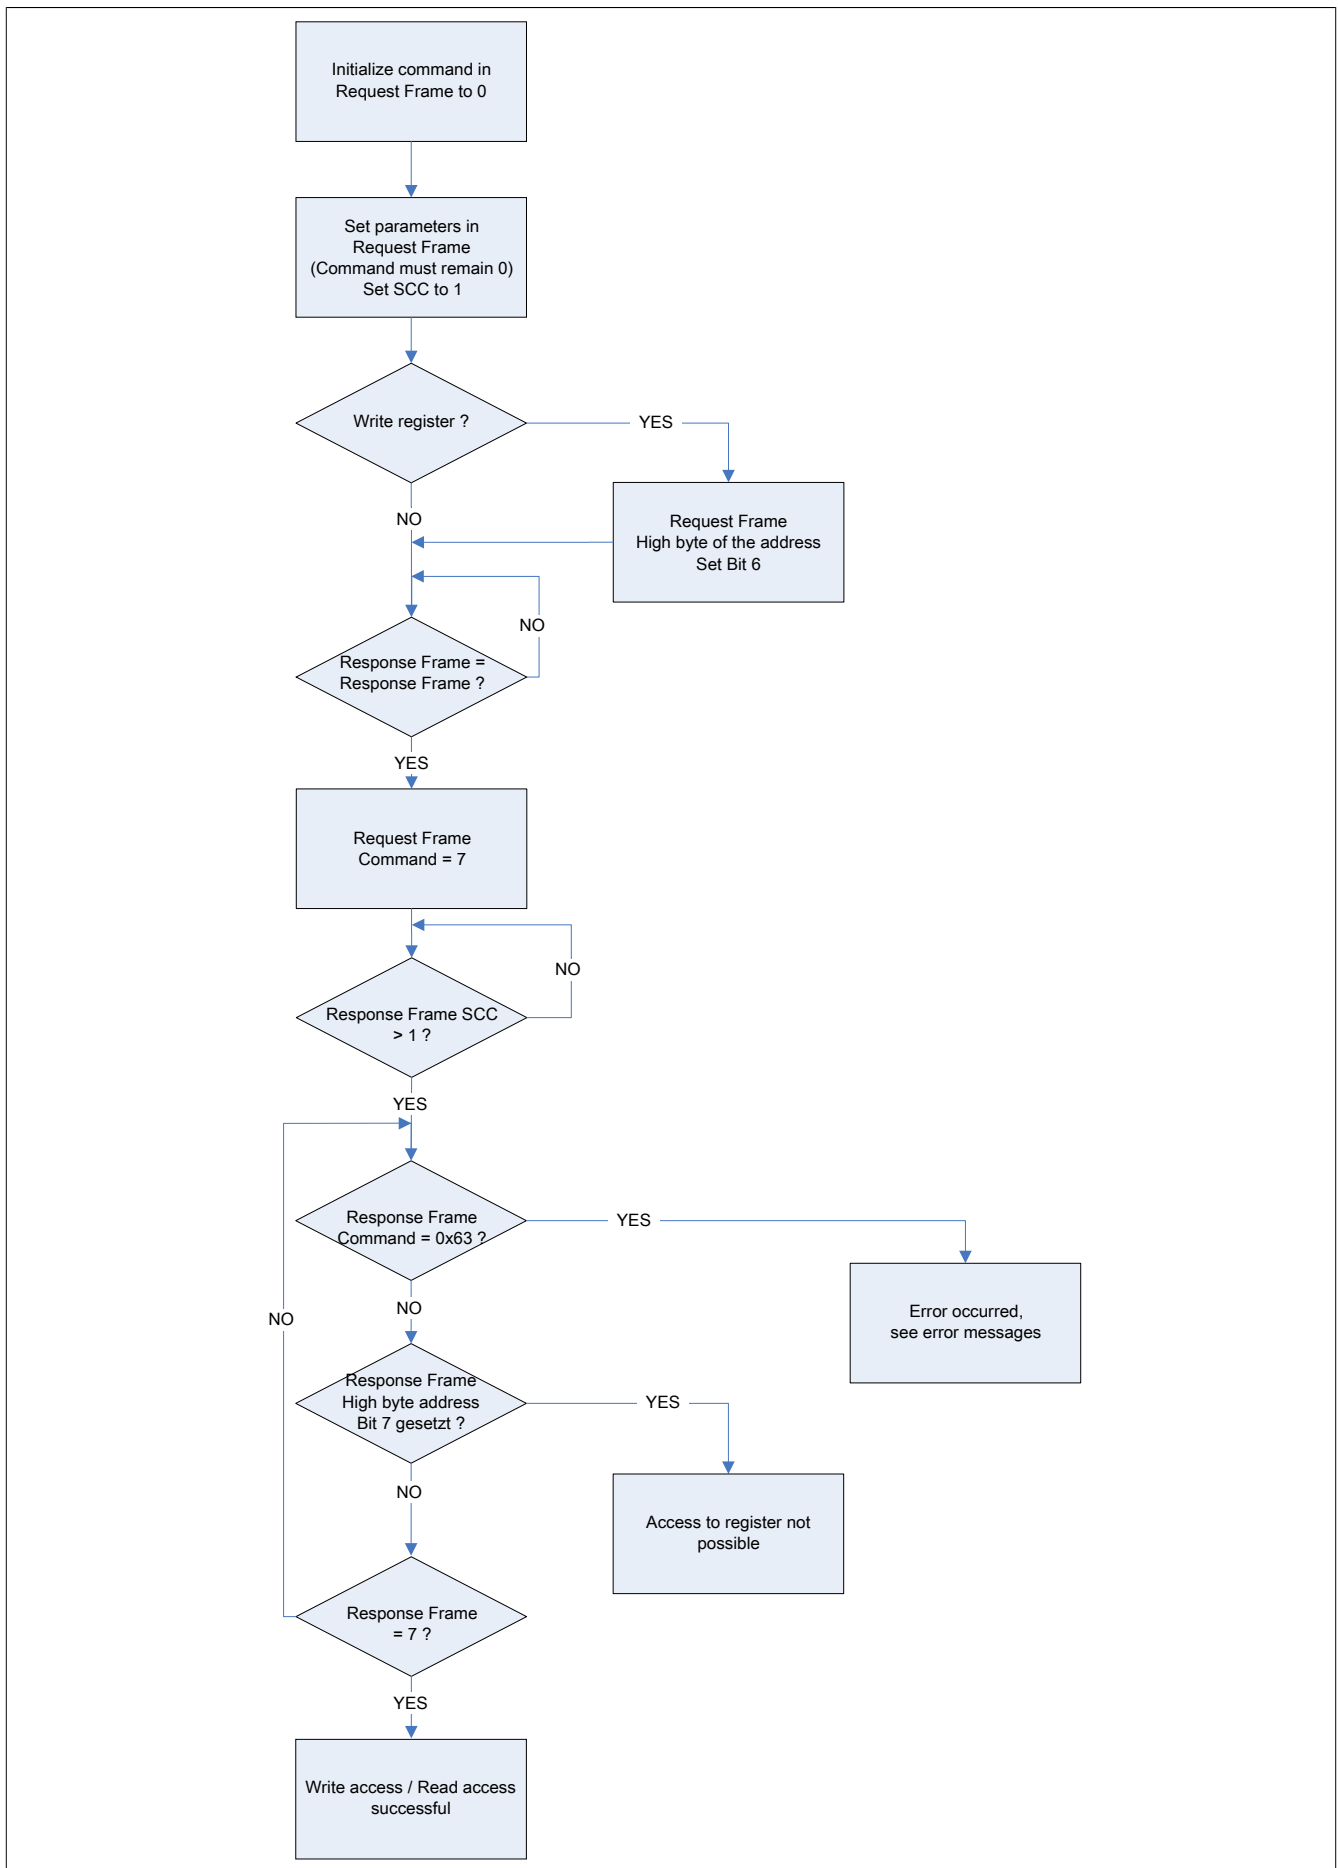 Initialize command in
Request Frame to 0
Set parameters in
Request Frame
(Command must remain 0)
Set SCC to 1
Write register ?
YES
NO
Request Frame
High byte of the address
Set Bit 6
NO
Response Frame =
Response Frame ?
YES
Request Frame
Command = 7
NO
Response Frame SCC
> 1 ?
YES
Response Frame
Command = 0x63 ?
YES
Error occurred,
see error messages
NO
NO
Response Frame
High byte address
Bit 7 gesetzt ?
YES
Access to register not
possible
NO
Response Frame
= 7 ?
YES
Write access / Read access
successful